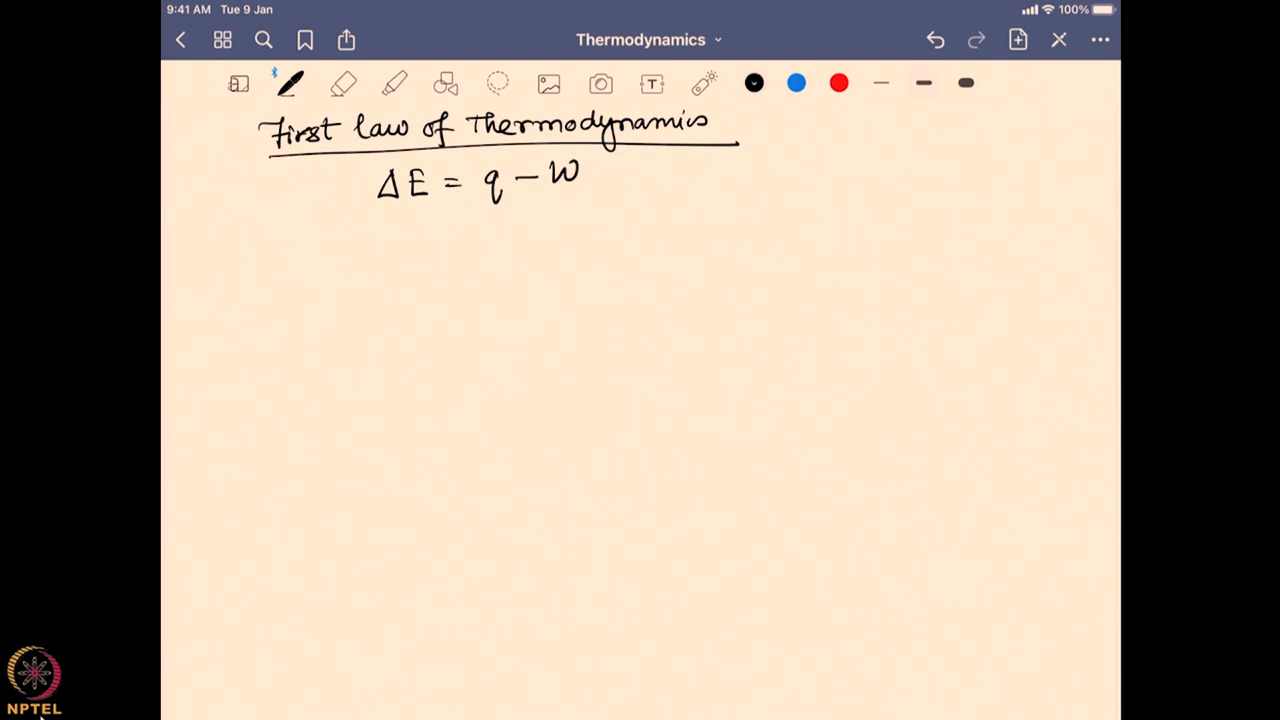 9:41 AM Tue 9 Jan
100%
Thermodynamics
T
First law of Thermodynamics
ΔE = q - w
NPTEL